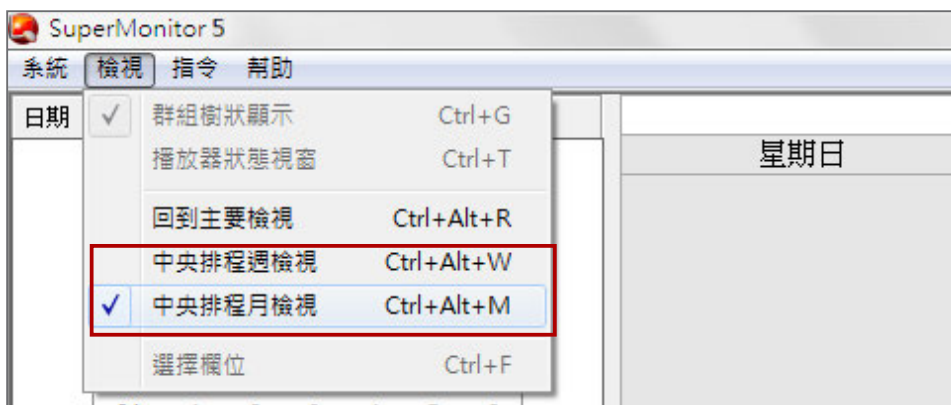 SuperMonitor 5
系統 檢視 指令 幫助
日期
✓ 群組樹狀顯示 Ctrl+G
播放器狀態視窗 Ctrl+T
星期日
回到主要檢視 Ctrl+Alt+R
中央排程週檢視 Ctrl+Alt+W
✓ 中央排程月檢視 Ctrl+Alt+M
選擇欄位 Ctrl+F